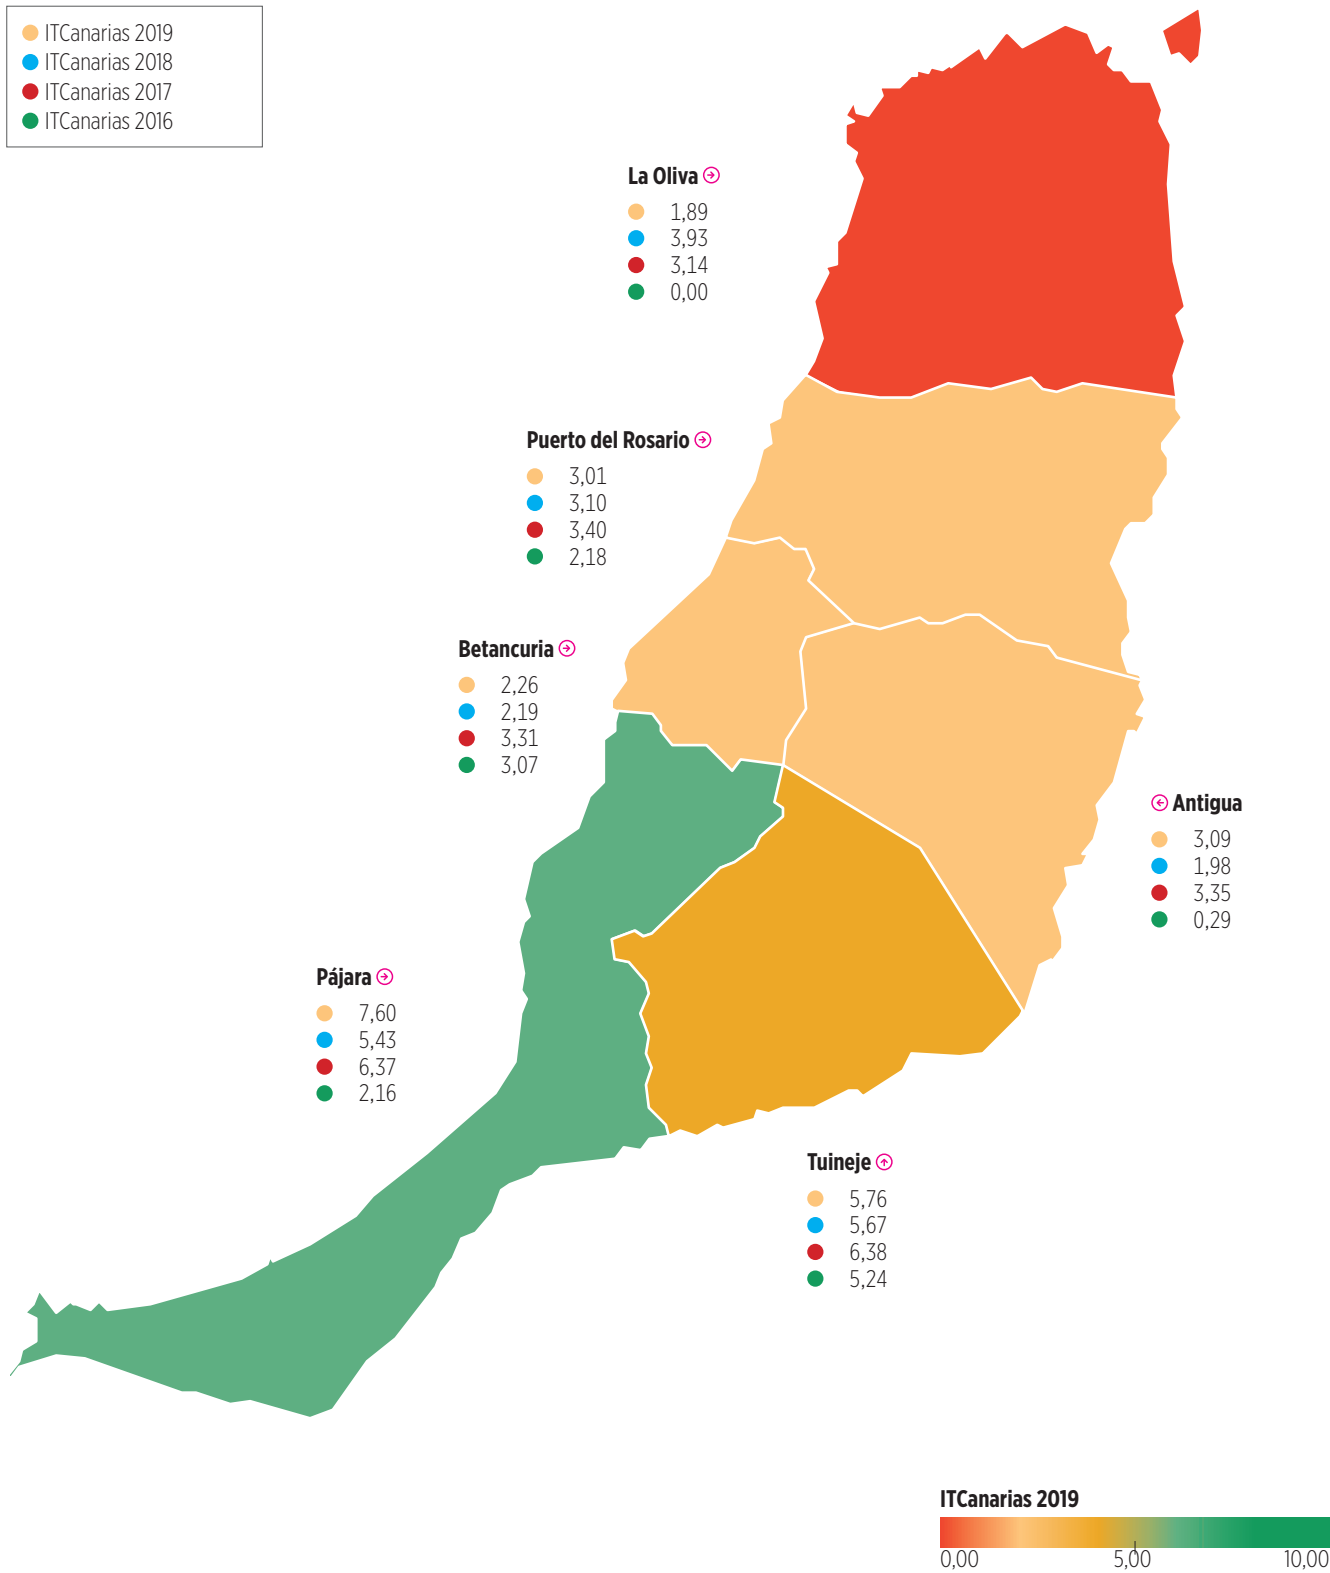 ITCanarias 2019
ITCanarias 2018
ITCanarias 2017
ITCanarias 2016
La Oliva
1,89
3,93
3,14
0,00
Puerto del Rosario
3,01
3,10
3,40
2,18
Betancuria
2,26
2,19
3,31
3,07
Antigua
3,09
1,98
3,35
0,29
Pájara
7,60
5,43
6,37
2,16
Tuineje
5,76
5,67
6,38
5,24
ITCanarias 2019
0,00 5,00 10,00